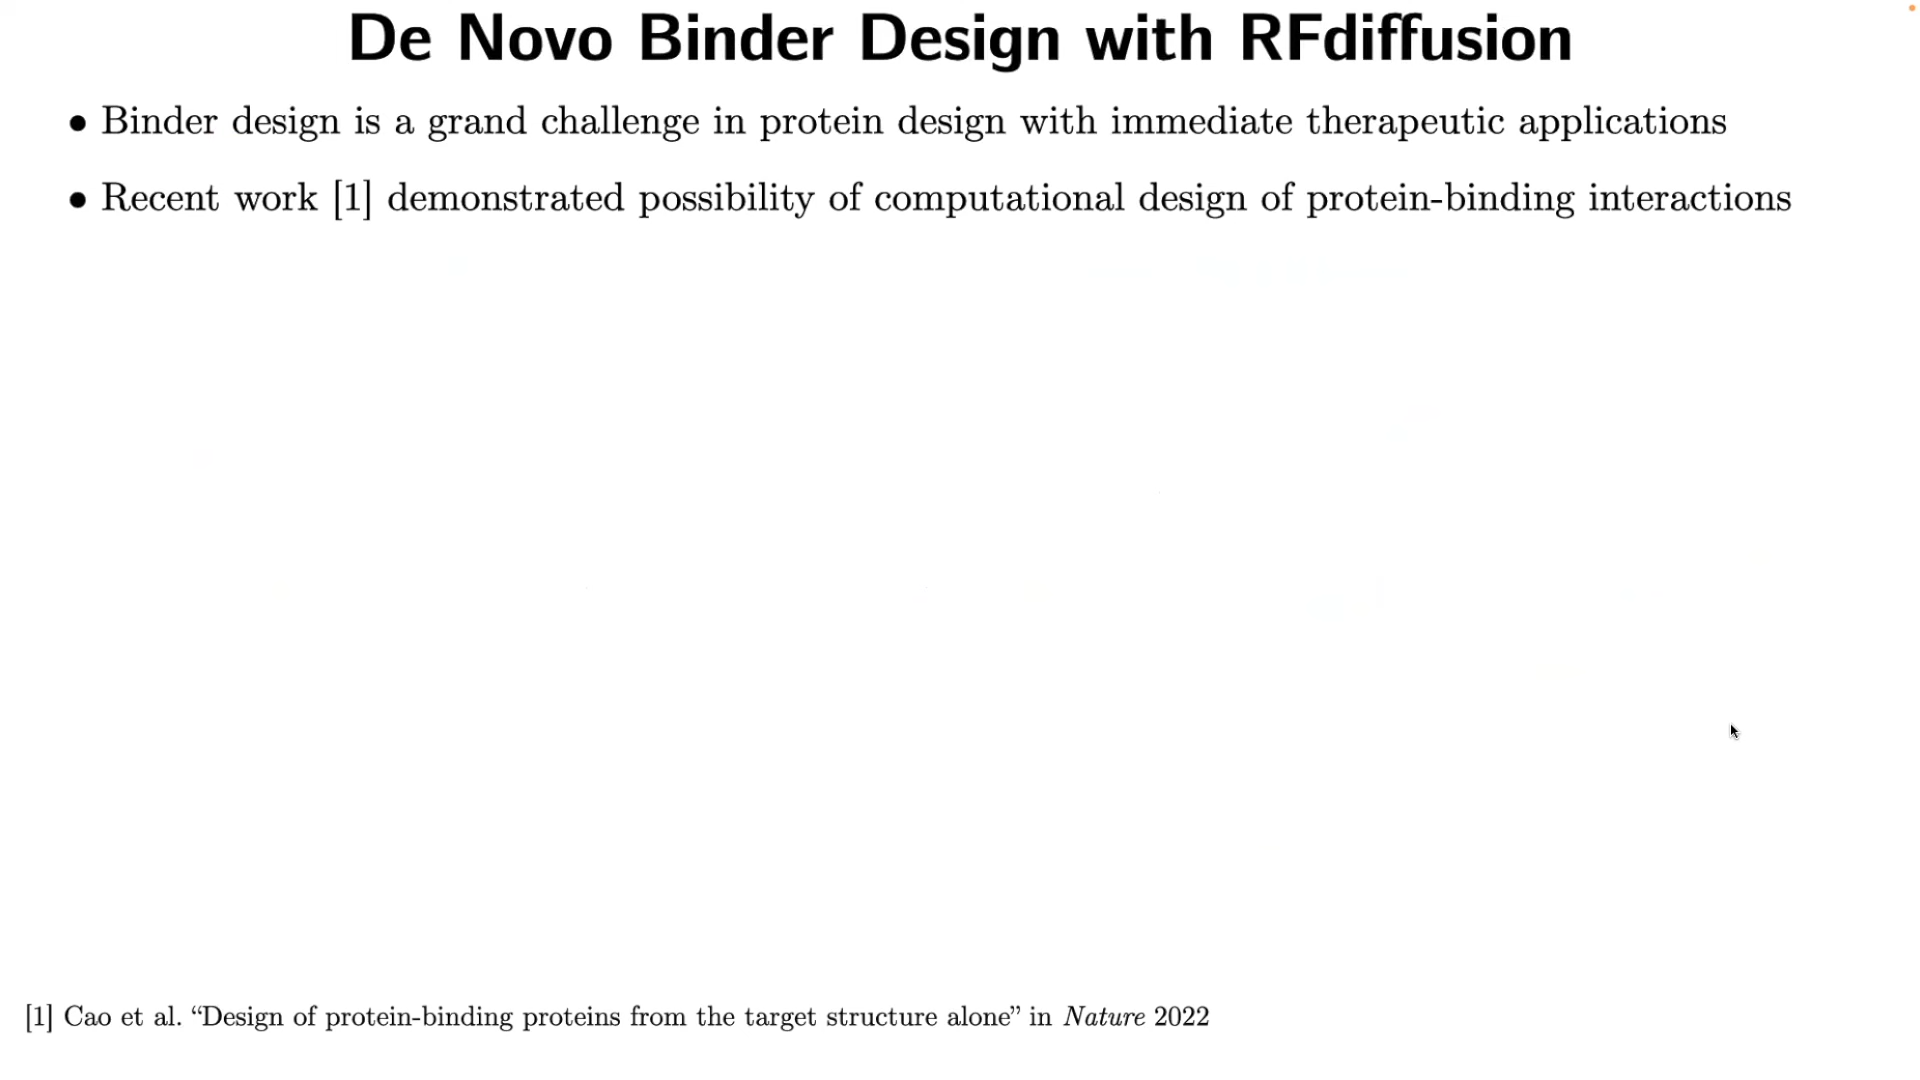 De Novo Binder Design with RFdiffusion
• Binder design is a grand challenge in protein design with immediate therapeutic applications
• Recent work [1] demonstrated possibility of computational design of protein-binding interactions
[1] Cao et al. “Design of protein-binding proteins from the target structure alone” in Nature 2022